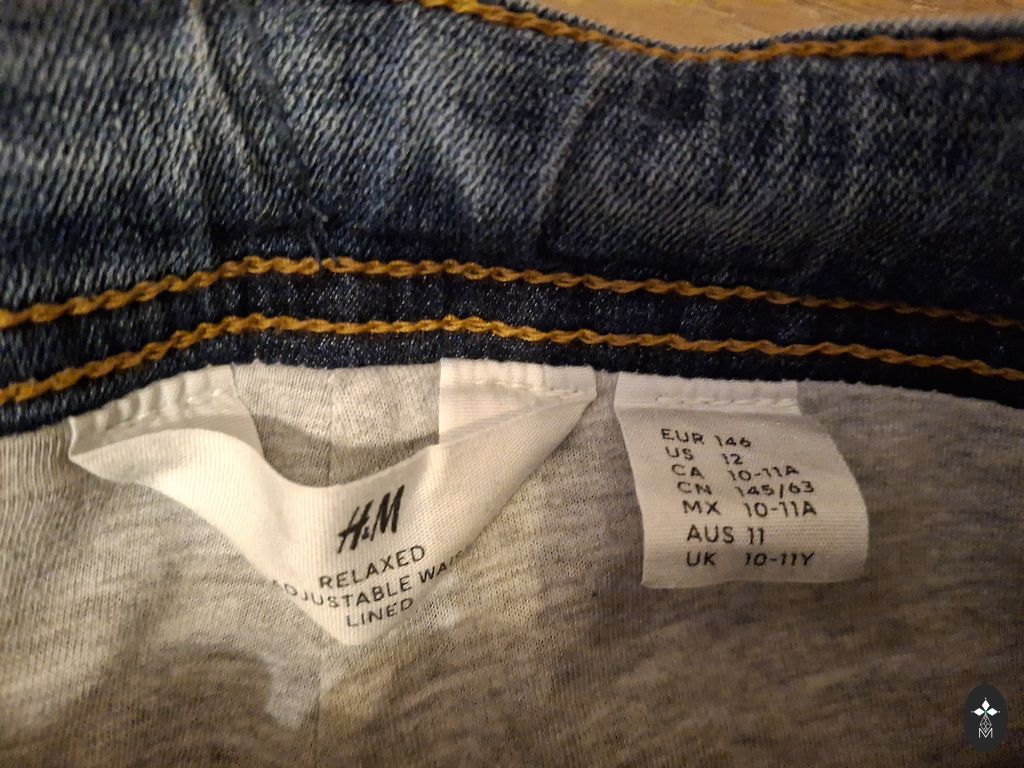 H&M
RELAXED
ADJUSTABLE
LINED
EUR 146
US 12
CA 10-11A
CN 145/63
MX 10-11A
AUS 11
UK 10-11Y
M